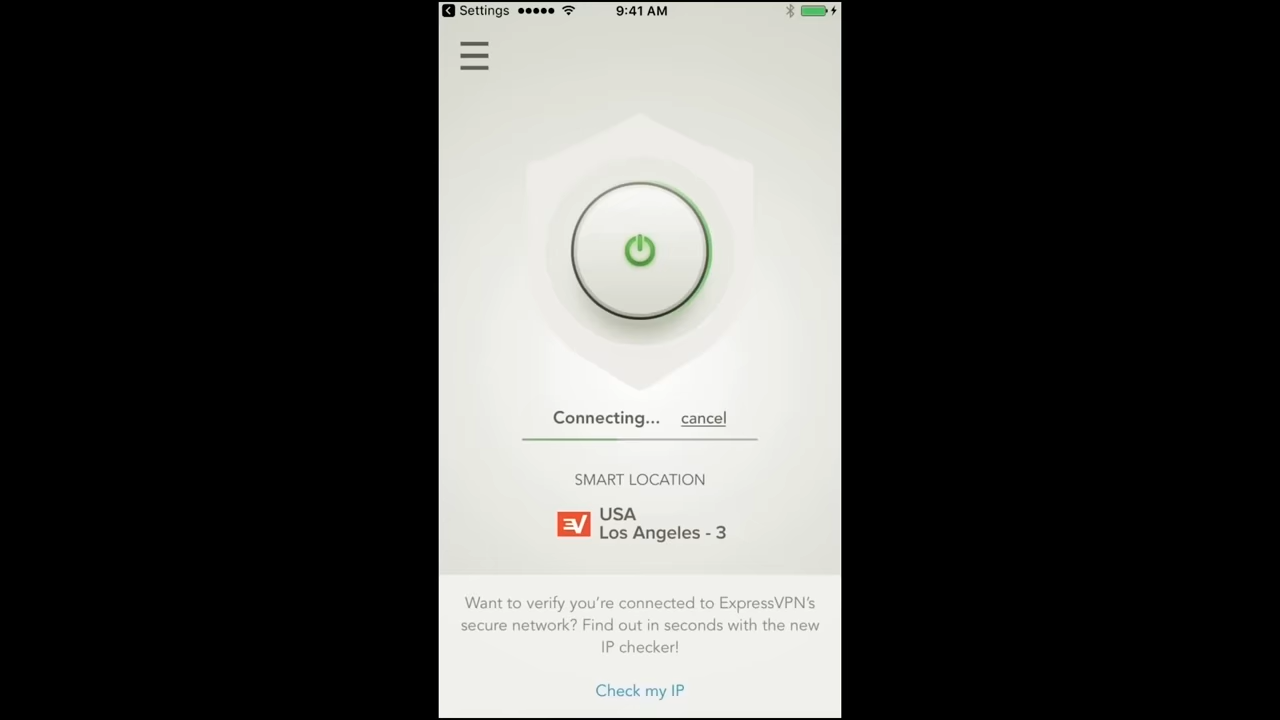 Settings 9:41 AM
Connecting... cancel
SMART LOCATION
USA
Los Angeles - 3
Want to verify you’re connected to ExpressVPN’s
secure network? Find out in seconds with the new
IP checker!
Check my IP